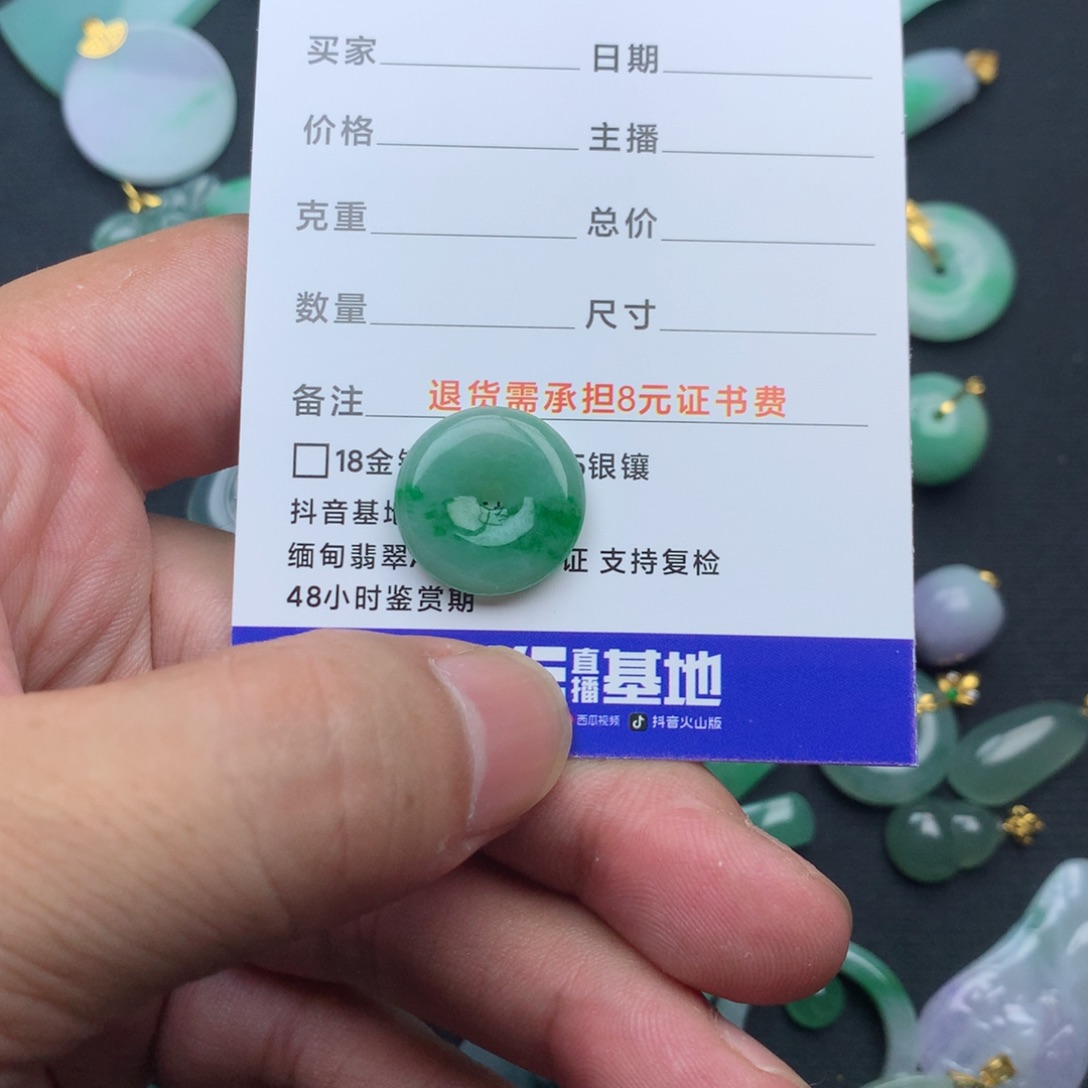 买家 日期
价格 主播
克重 总价
数量 尺寸
备注 退货需承担8元证书费
18金 银镶
抖音基地
缅甸翡翠 证 支持复检
48小时鉴赏期
直播基地
西瓜视频 抖音火山版